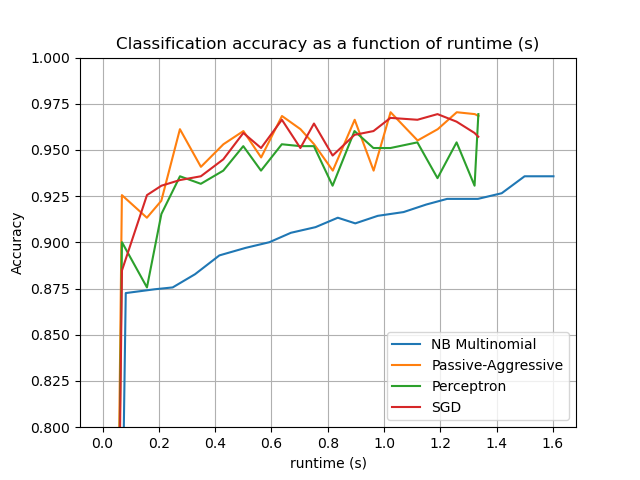 Classification accuracy as a function of runtime (s)
1.000
0.975
0.950
0.925
0.900
0.875
0.850
0.825
0.800
Accuracy
NB Multinomial
Passive-Aggressive
Perceptron
SGD
0.0 0.2 0.4 0.6 0.8 1.0 1.2 1.4 1.6
runtime (s)